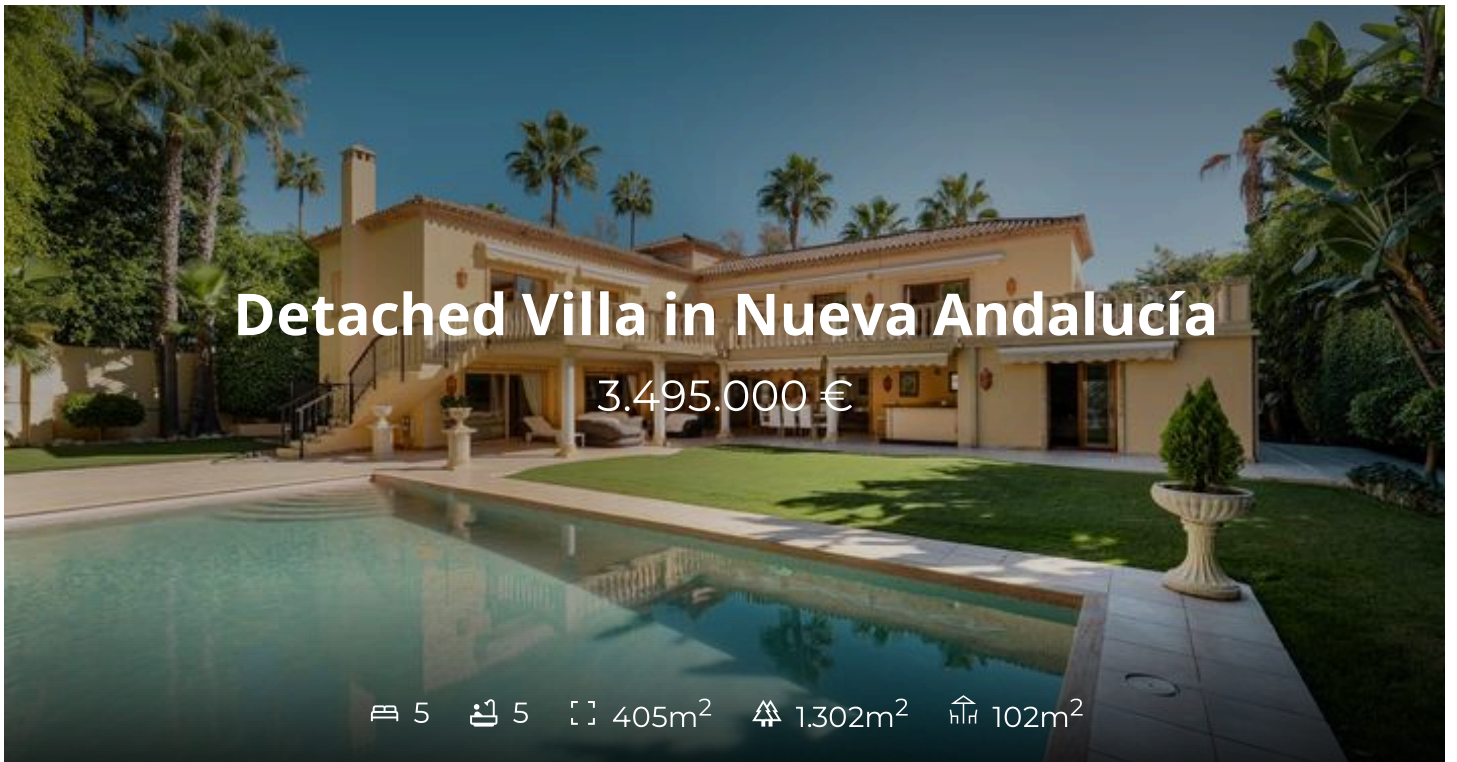 Detached Villa in Nueva Andalucía
3.495.000 €
5 5 405m² 1.302m² 102m²